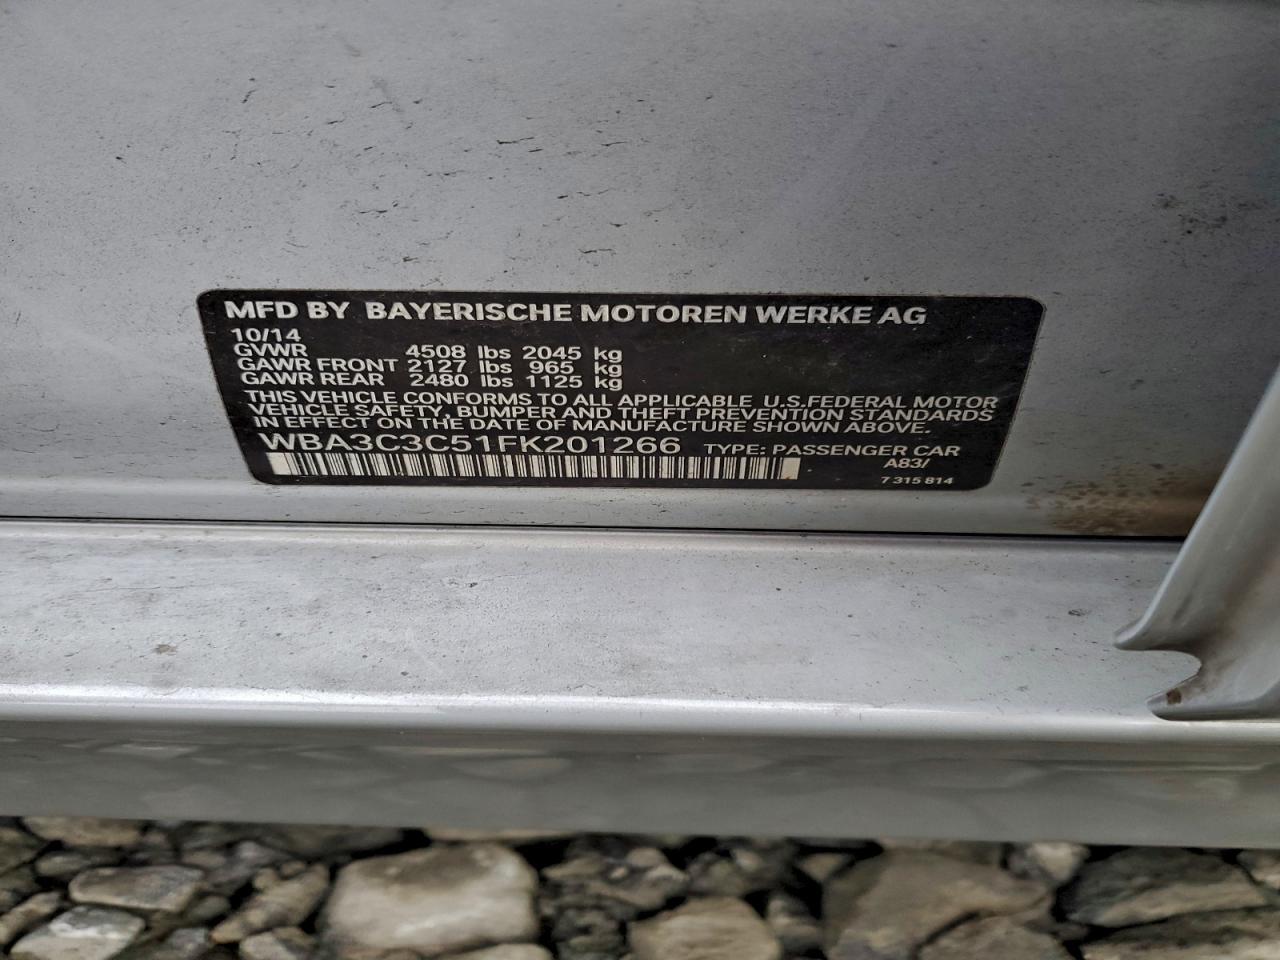 MFD BY BAYERISCHE MOTOREN WERKE AG
10/14
GVWR 4508 lbs 2045 kg
GAWR FRONT 2127 lbs 965 kg
GAWR REAR 2480 lbs 1125 kg
THIS VEHICLE CONFORMS TO ALL APPLICABLE U.S.FEDERAL MOTOR
VEHICLE SAFETY, BUMPER AND THEFT PREVENTION STANDARDS
IN EFFECT ON THE DATE OF MANUFACTURE SHOWN ABOVE.
WBA3C3C51FK201266 TYPE: PASSENGER CAR
A83/
7 315 814